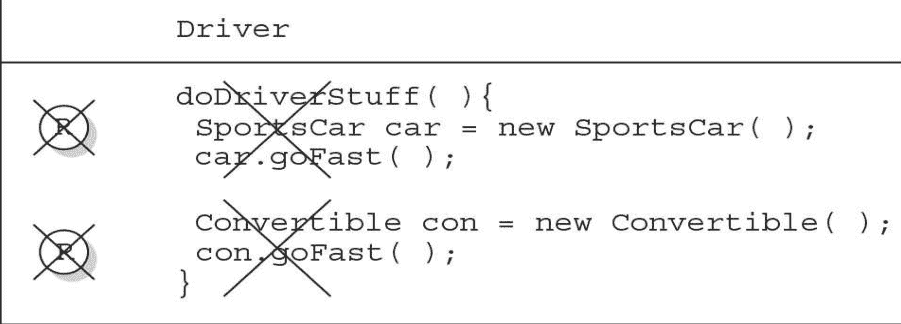 Driver
doDriverStuff( ){
R
SportsCar car = new SportsCar( );
car.goFast( );
Convertible con = new Convertible( );
R
con.goFast( );
}